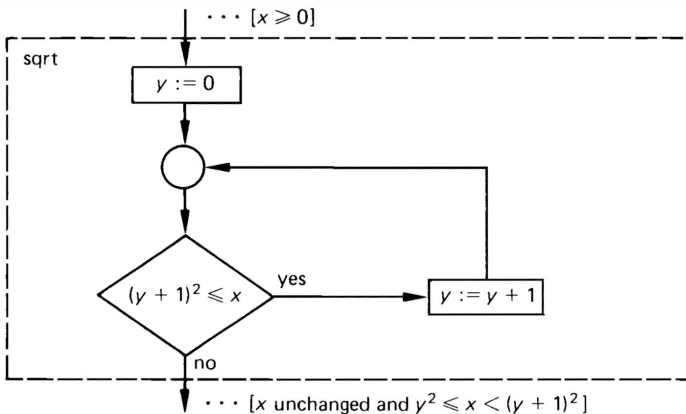 ··· [x ≥ 0]
sqrt
y := 0
(y + 1)² ≤ x
yes
y := y + 1
no
··· [x unchanged and y² ≤ x < (y + 1)²]